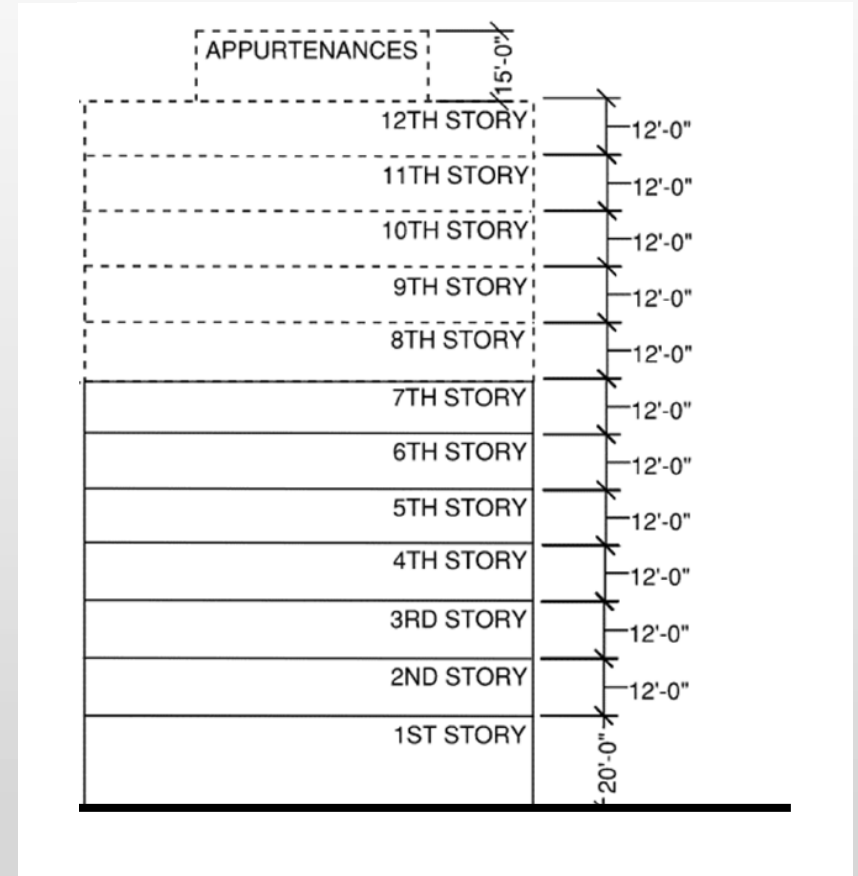 APPURTENANCES
15'-0"
12TH STORY
12'-0"
11TH STORY
12'-0"
10TH STORY
12'-0"
9TH STORY
12'-0"
8TH STORY
12'-0"
7TH STORY
12'-0"
6TH STORY
12'-0"
5TH STORY
12'-0"
4TH STORY
12'-0"
3RD STORY
12'-0"
2ND STORY
12'-0"
1ST STORY
20'-0"